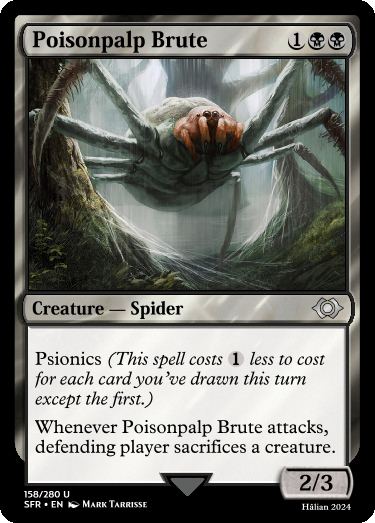 Poisonpalp Brute 1
Creature — Spider
Psionics (This spell costs 1 less to cost
for each card you've drawn this turn
except the first.)
Whenever Poisonpalp Brute attacks,
defending player sacrifices a creature.
2/3
158/280 U
SFR • EN Mark Tarrisse
Hālian 2024